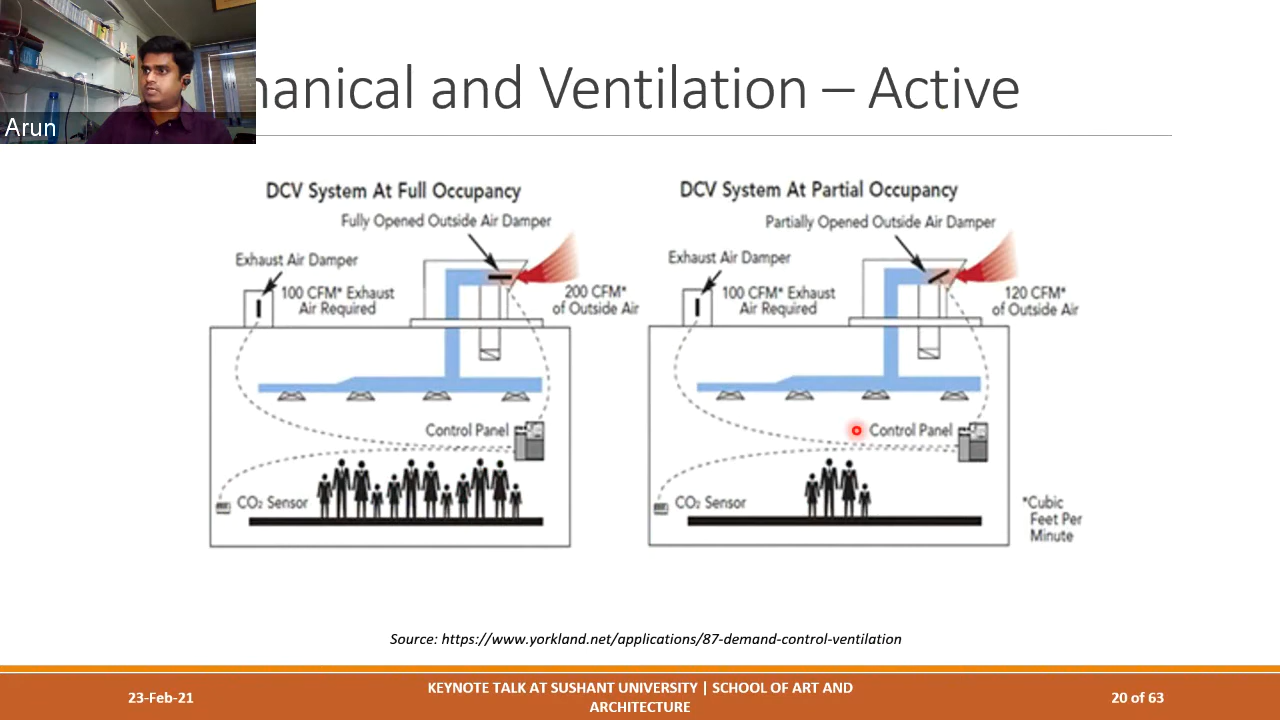 Arun
hanical and Ventilation – Active
DCV System At Full Occupancy
Fully Opened Outside Air Damper
Exhaust Air Damper
100 CFM* Exhaust
Air Required
200 CFM*
of Outside Air
Control Panel
CO₂ Sensor
DCV System At Partial Occupancy
Partially Opened Outside Air Damper
Exhaust Air Damper
100 CFM* Exhaust
Air Required
120 CFM*
of Outside Air
Control Panel
CO₂ Sensor
*Cubic
Feet Per
Minute
Source: https://www.yorkland.net/applications/87-demand-control-ventilation
23-Feb-21
KEYNOTE TALK AT SUSHANT UNIVERSITY | SCHOOL OF ART AND
ARCHITECTURE
20 of 63